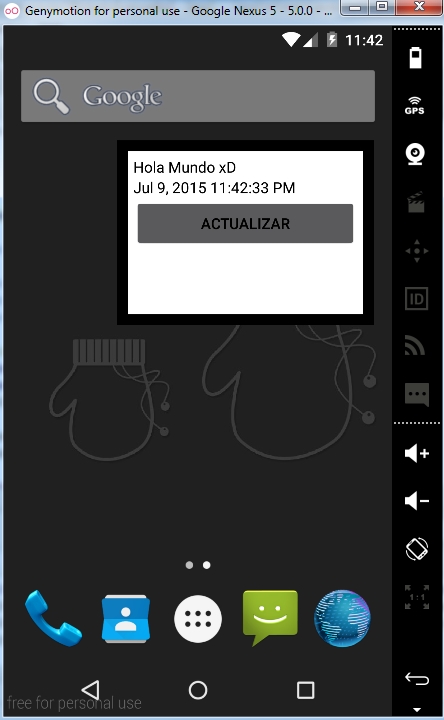 Genymotion for personal use - Google Nexus 5 - 5.0.0 - ...
11:42
Google
GPS
Hola Mundo xD
Jul 9, 2015 11:42:33 PM
ACTUALIZAR
ID
1:1
free for personal use